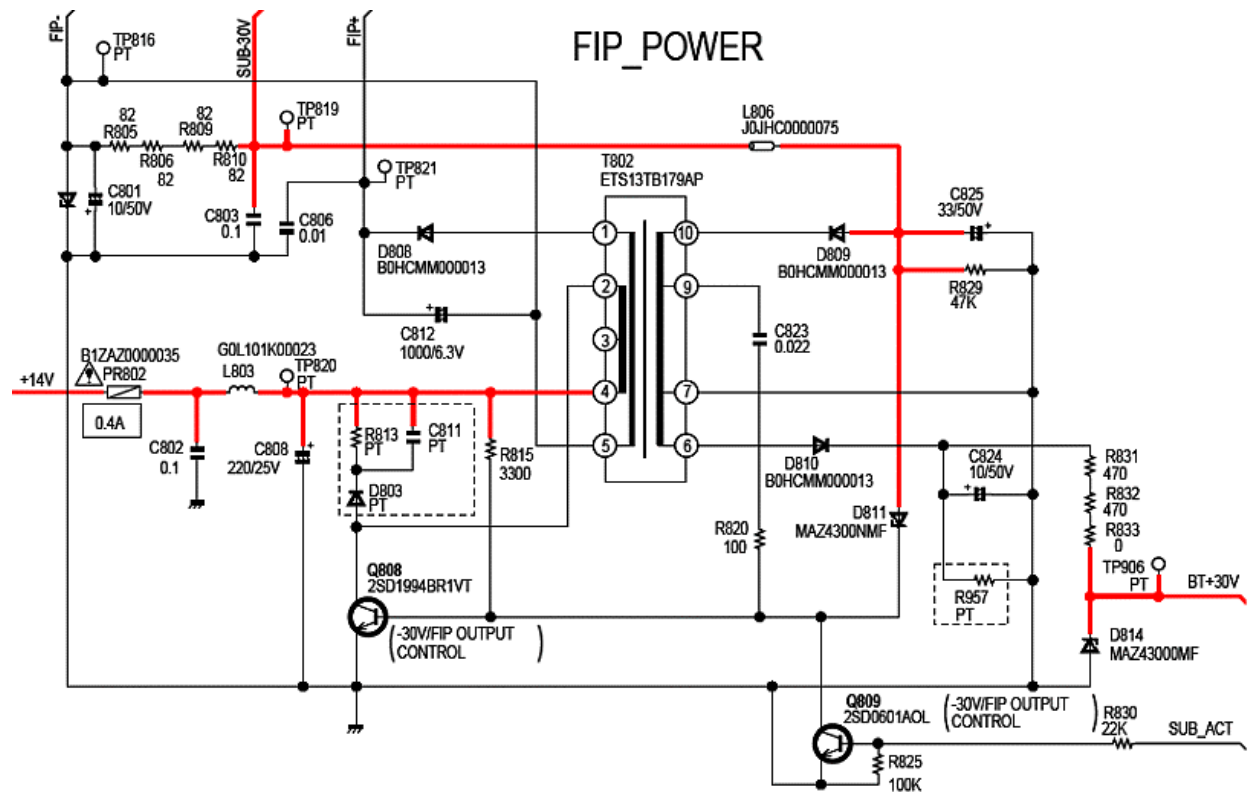 FIP_POWER
FIP-
TP816
PT
SUB-30V
FIP+
82
R805
R806
82
82
R809
R810
82
TP819
PT
L806
J0JHC0000075
TP821
PT
T802
ETS13TB179AP
C801
10/50V
+
C803
0.1
C806
0.01
D808
B0HCMM000013
1
2
3
4
5
10
9
7
6
D809
B0HCMM000013
C825
33/50V
+
R829
47K
+
C812
1000/6.3V
C823
0.022
+14V
B1ZAZ0000035
PR802
0.4A
G0L101K00023
L803
TP820
PT
C802
0.1
C808
220/25V
+
R813
PT
C811
PT
D803
PT
R815
3300
D810
B0HCMM000013
C824
10/50V
+
R831
470
R832
470
R833
0
R820
100
D811
MAZ4300NMF
R957
PT
TP906
PT
BT+30V
D814
MAZ43000MF
Q808
2SD1994BR1VT
(-30V/FIP OUTPUT
CONTROL )
Q809
2SD0601AOL
(-30V/FIP OUTPUT
CONTROL )
R830
22K
SUB_ACT
R825
100K